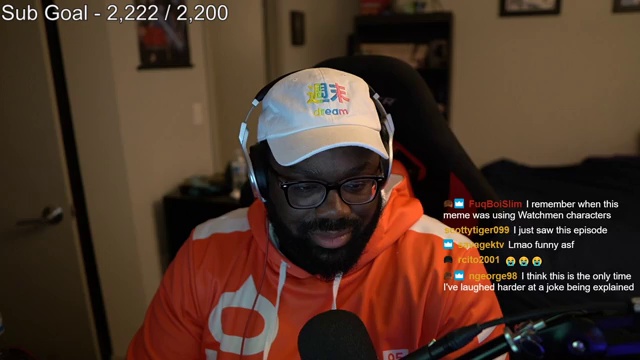 Sub Goal - 2,222 / 2,200
週末
dream
FuqBoiSlim I remember when this
meme was using Watchmen characters
scottytiger099 I just saw this episode
Lmao funny asf
rcito2001 😂😂😂
ngeorge98 I think this is the only time
I've laughed harder at a joke being explained
05